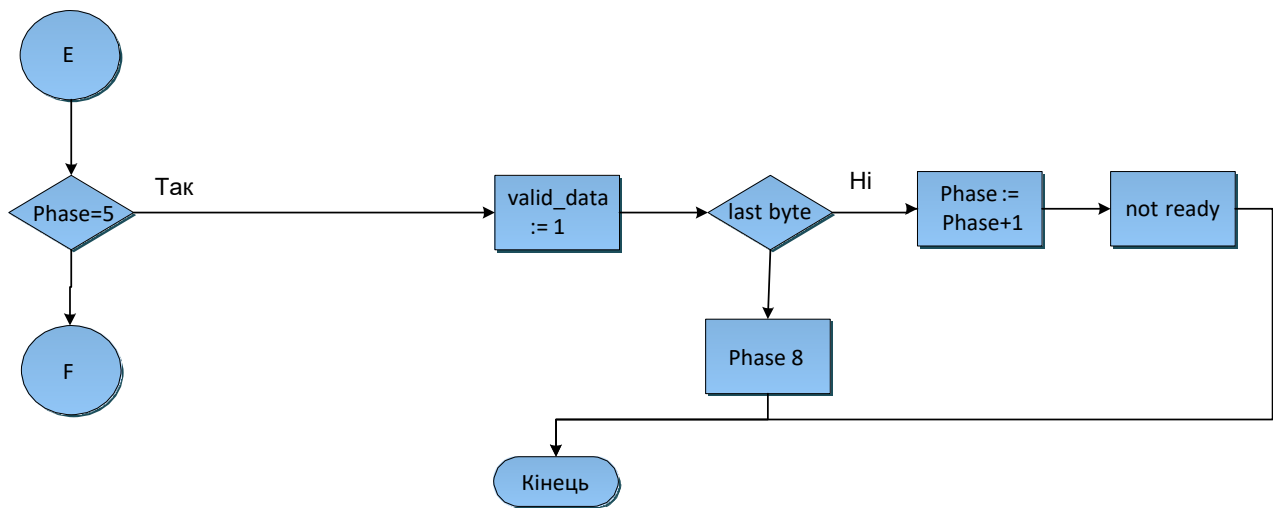 E
Phase=5
Так
valid_data
:= 1
last byte
Ні
Phase :=
Phase+1
not ready
F
Phase 8
Кінець